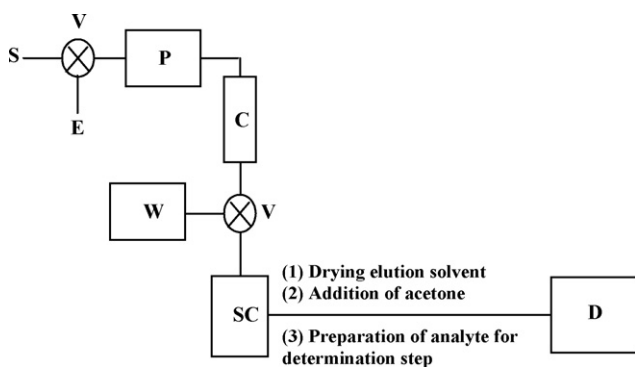 V
S
P
E
C
W
V
SC
(1) Drying elution solvent
(2) Addition of acetone
(3) Preparation of analyte for
determination step
D